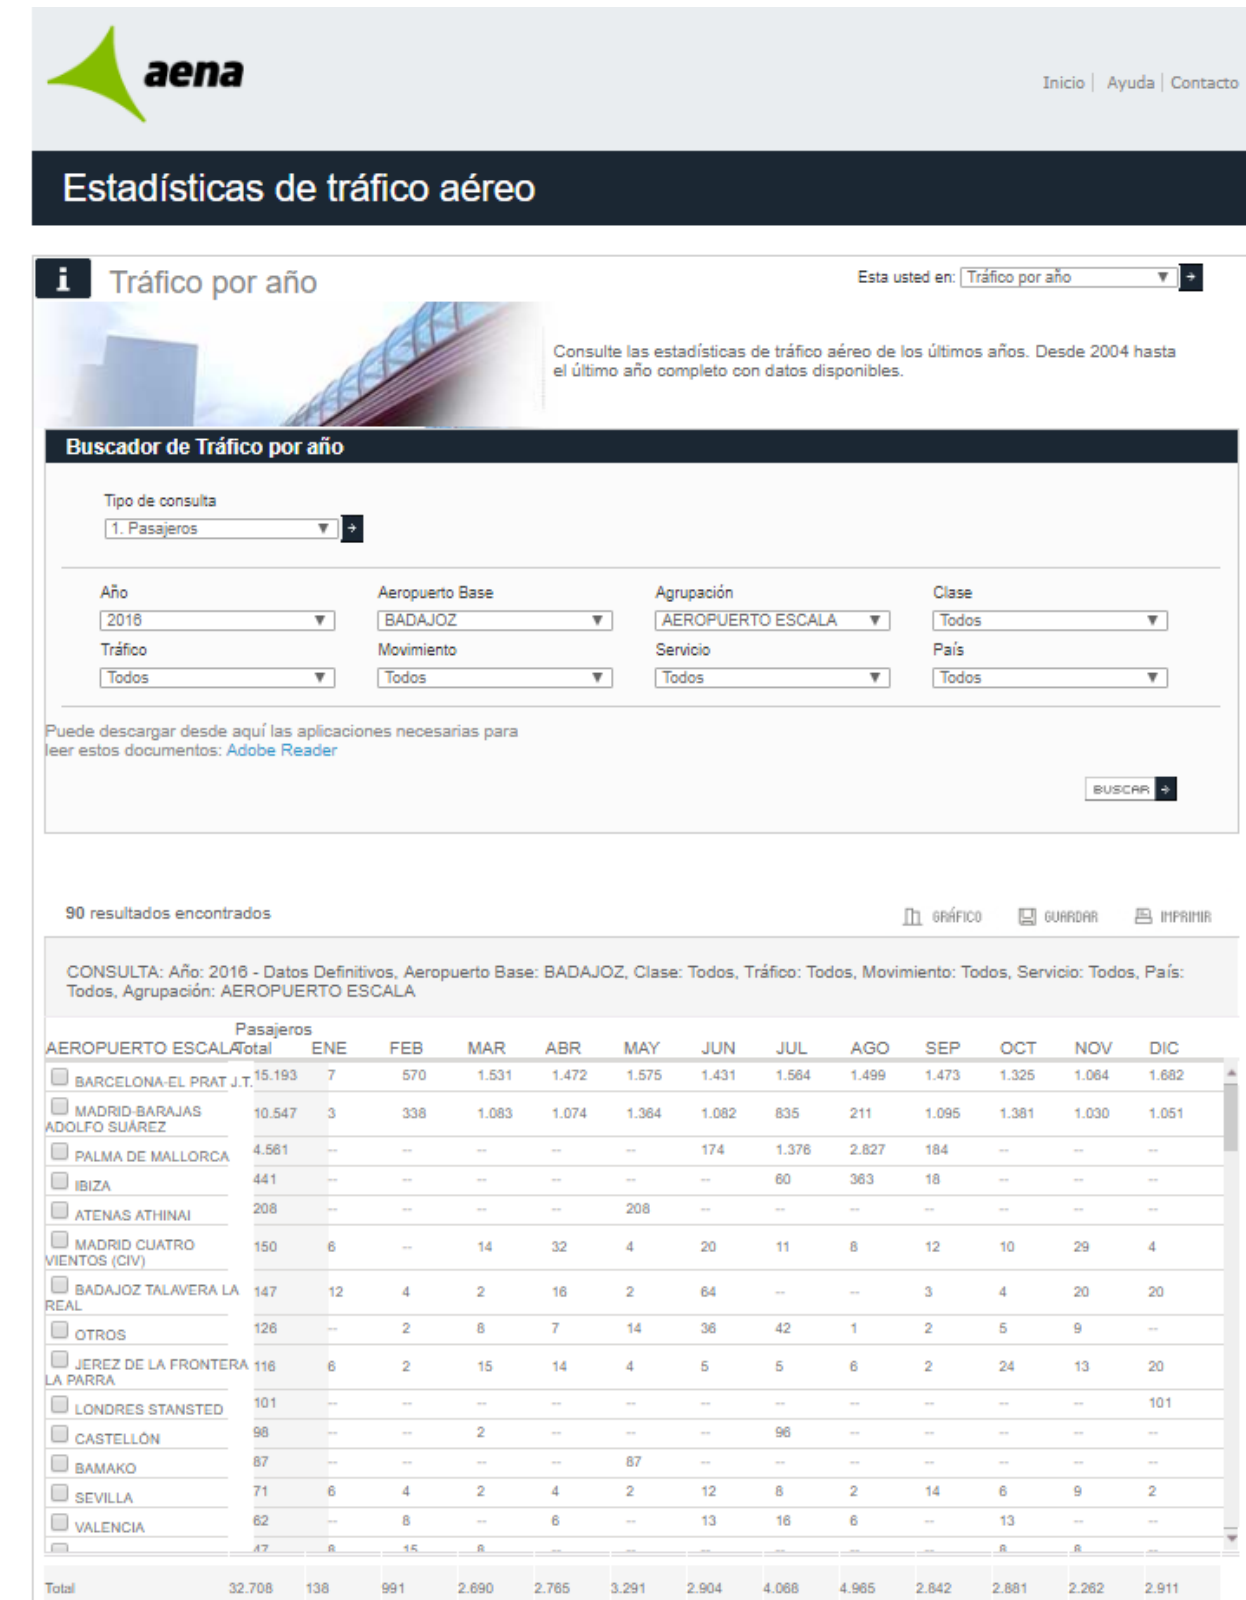 aena
Inicio | Ayuda | Contacto
Estadísticas de tráfico aéreo
i Tráfico por año
Esta usted en: Tráfico por año
Consulte las estadísticas de tráfico aéreo de los últimos años. Desde 2004 hasta
el último año completo con datos disponibles.
Buscador de Tráfico por año
Tipo de consulta
1. Pasajeros
Año Aeropuerto Base Agrupación Clase
2016 BADAJOZ AEROPUERTO ESCALA Todos
Tráfico Movimiento Servicio País
Todos Todos Todos Todos
Puede descargar desde aquí las aplicaciones necesarias para
leer estos documentos: Adobe Reader
BUSCAR
90 resultados encontrados
GRÁFICO GUARDAR IMPRIMIR
CONSULTA: Año: 2016 - Datos Definitivos, Aeropuerto Base: BADAJOZ, Clase: Todos, Tráfico: Todos, Movimiento: Todos, Servicio: Todos, País:
Todos, Agrupación: AEROPUERTO ESCALA
Pasajeros
AEROPUERTO ESCALA Total ENE FEB MAR ABR MAY JUN JUL AGO SEP OCT NOV DIC
BARCELONA-EL PRAT J.T. 15.193 7 570 1.531 1.472 1.575 1.431 1.564 1.499 1.473 1.325 1.064 1.682
MADRID-BARAJAS
ADOLFO SUÁREZ 10.547 3 338 1.083 1.074 1.364 1.082 835 211 1.095 1.381 1.030 1.051
PALMA DE MALLORCA 4.561 -- -- -- -- -- 174 1.376 2.827 184 -- -- --
IBIZA 441 -- -- -- -- -- -- 60 363 18 -- -- --
ATENAS ATHINAI 208 -- -- -- -- 208 -- -- -- -- -- -- --
MADRID CUATRO
VIENTOS (CIV) 150 6 -- 14 32 4 20 11 8 12 10 29 4
BADAJOZ TALAVERA LA
REAL 147 12 4 2 16 2 64 -- -- 3 4 20 20
OTROS 126 -- 2 8 7 14 36 42 1 2 5 9 --
JEREZ DE LA FRONTERA
LA PARRA 116 6 2 15 14 4 5 5 6 2 24 13 20
LONDRES STANSTED 101 -- -- -- -- -- -- -- -- -- -- -- 101
CASTELLÓN 98 -- -- 2 -- -- -- 96 -- -- -- -- --
BAMAKO 87 -- -- -- -- 87 -- -- -- -- -- -- --
SEVILLA 71 6 4 2 4 2 12 8 2 14 6 9 2
VALENCIA 62 -- 8 -- 6 -- 13 16 6 -- 13 -- --
47 8 15 8 -- -- -- -- -- -- 8 8 --
Total 32.708 138 991 2.690 2.765 3.291 2.904 4.068 4.965 2.842 2.881 2.262 2.911